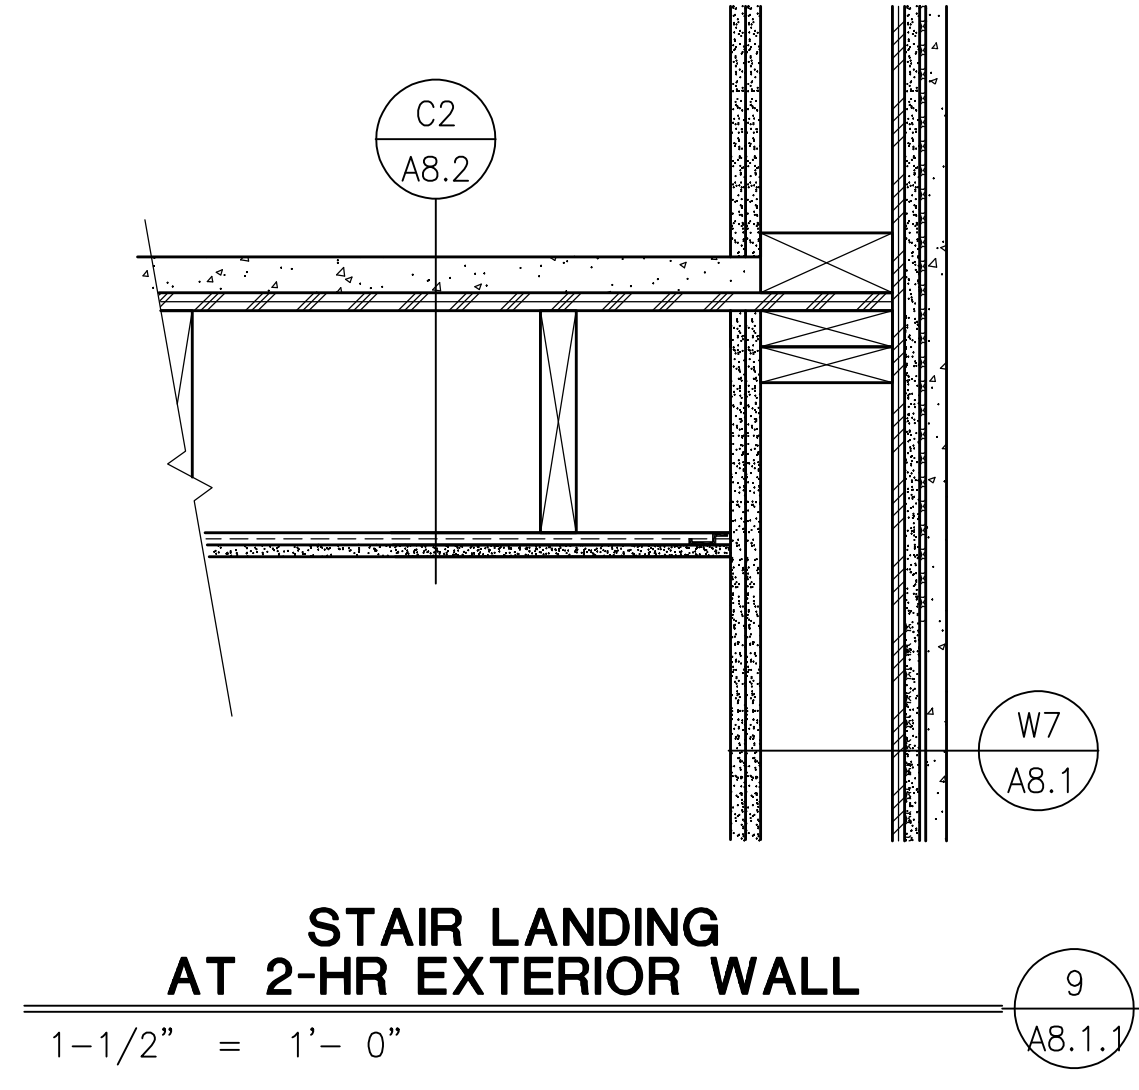 C2
A8.2
W7
A8.1
STAIR LANDING
AT 2-HR EXTERIOR WALL
9
A8.1.1
1-1/2" = 1'- 0"